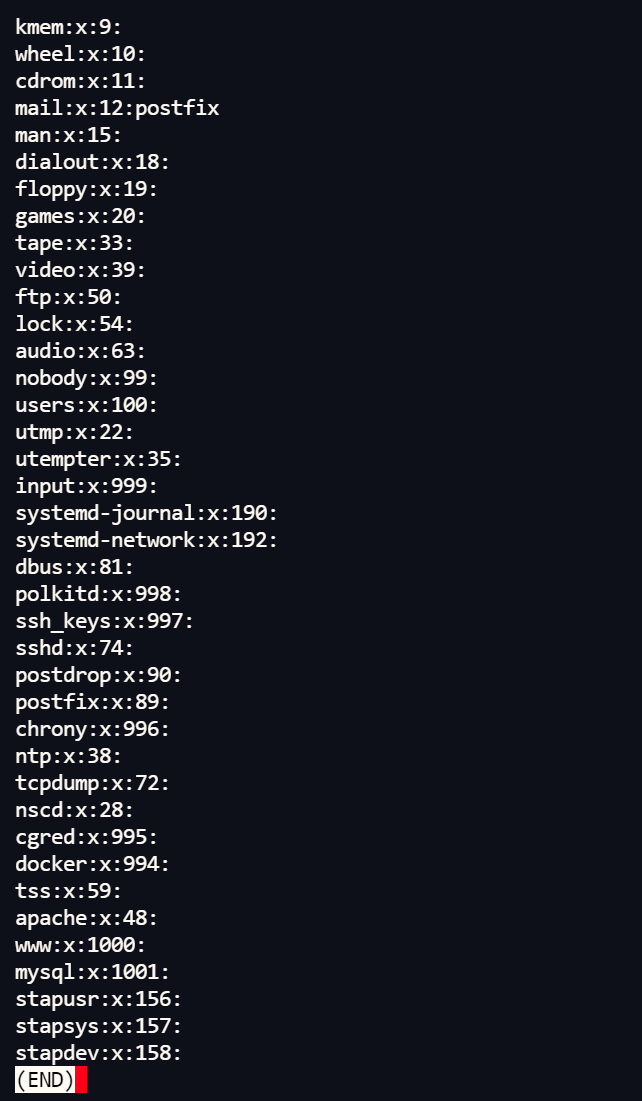 kmem:x:9:
wheel:x:10:
cdrom:x:11:
mail:x:12:postfix
man:x:15:
dialout:x:18:
floppy:x:19:
games:x:20:
tape:x:33:
video:x:39:
ftp:x:50:
lock:x:54:
audio:x:63:
nobody:x:99:
users:x:100:
utmp:x:22:
utempter:x:35:
input:x:999:
systemd-journal:x:190:
systemd-network:x:192:
dbus:x:81:
polkitd:x:998:
ssh_keys:x:997:
sshd:x:74:
postdrop:x:90:
postfix:x:89:
chrony:x:996:
ntp:x:38:
tcpdump:x:72:
nscd:x:28:
cgred:x:995:
docker:x:994:
tss:x:59:
apache:x:48:
www:x:1000:
mysql:x:1001:
stapusr:x:156:
stapsys:x:157:
stapdev:x:158:
(END)